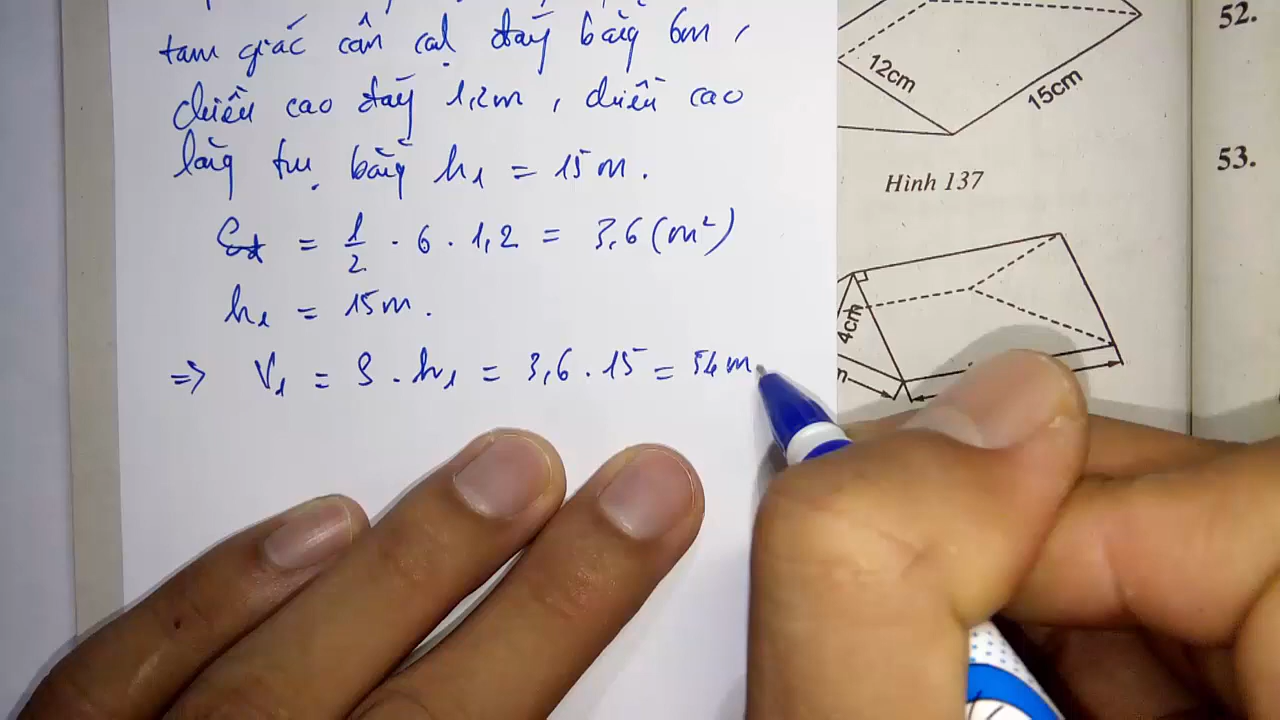 tam giác cân cạnh đáy bằng 6m,
chiều cao đáy 1,2m, chiều cao
lăng trụ bằng h₁ = 15m.
Sđ = 1/2 . 6 . 1,2 = 3,6 (m²)
h₁ = 15m.
=> V₁ = S . h₁ = 3,6 . 15 = 54 m
12cm
15cm
Hình 137
4cm
52.
53.